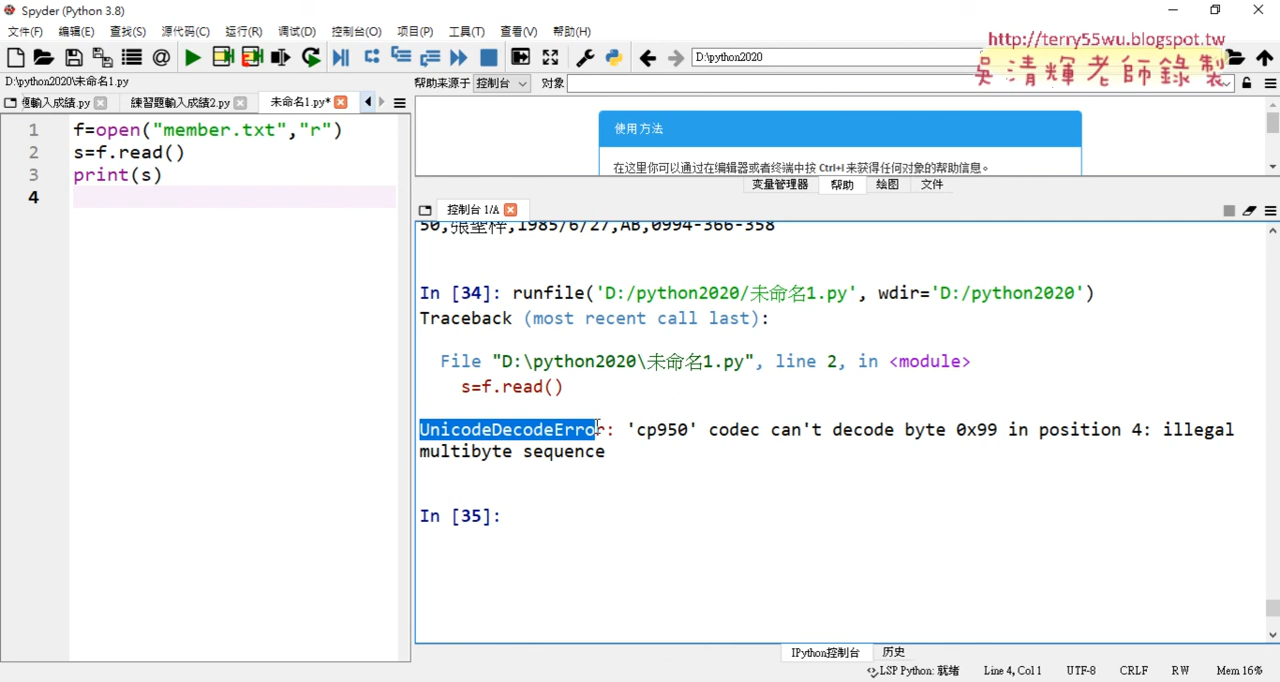 Spyder (Python 3.8)
文件(F) 编辑(E) 查找(S) 源代码(C) 运行(R) 调试(D) 控制台(O) 项目(P) 工具(T) 查看(V) 帮助(H)
http://terry55wu.blogspot.tw
D:\python2020
吳清輝老師錄製
D:\python2020\未命名1.py
帮助来源于 控制台 对象
輸入成績.py 練習題輸入成績2.py 未命名1.py*
1 f=open("member.txt","r")
2 s=f.read()
3 print(s)
4
使用方法
在这里你可以通过在编辑器或者终端中按 Ctrl+I 来获得任何对象的帮助信息。
变量管理器 帮助 绘图 文件
控制台 1/A
In [34]: runfile('D:/python2020/未命名1.py', wdir='D:/python2020')
Traceback (most recent call last):
File "D:\python2020\未命名1.py", line 2, in <module>
s=f.read()
UnicodeDecodeError: 'cp950' codec can't decode byte 0x99 in position 4: illegal
multibyte sequence
In [35]:
IPython控制台 历史
LSP Python: 就绪 Line 4, Col 1 UTF-8 CRLF RW Mem 16%